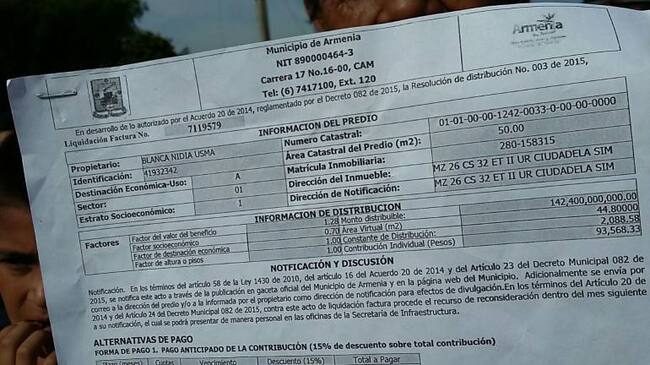 Municipio de Armenia
NIT 890000464-3
Carrera 17 No.16-00, CAM
Tel: (6) 7417100, Ext. 120
Armenia
En desarrollo de lo autorizado por el Acuerdo 20 de 2014, reglamentado por el Decreto 082 de 2015, la Resolución de distribución No. 003 de 2015,
Liquidación Factura No. 7119579
INFORMACION DEL PREDIO
Propietario: BLANCA NIDIA USMA Numero Catastral: 01-01-00-00-1242-0033-0-00-00-0000
Identificación: 41932342 Área Catastral del Predio (m2): 50.00
Destinación Económica-Uso: A Matrícula Inmobiliaria: 280-158315
Sector: 01 Dirección del Inmueble: MZ 26 CS 32 ET II UR CIUDADELA SIM
Estrato Socioeconómico: 1 Dirección de Notificación: MZ 26 CS 32 ET II UR CIUDADELA SIM
INFORMACION DE DISTRIBUCION
Factores Factor del valor del beneficio 1.28 Monto distribuible: 142,400,000,000.00
Factor socioeconómico 0.70 Área Virtual (m2) 44.80000
Factor de destinación económica 1.00 Constante de Distribución: 2,088.58
Factor de altura o pisos 1.00 Contribución Individual (Pesos) 93,568.33
NOTIFICACIÓN Y DISCUSIÓN
Notificación. En los términos del artículo 58 de la Ley 1430 de 2010, del artículo 16 del Acuerdo 20 de 2014 y del Artículo 23 del Decreto Municipal 082 de
2015, se notifica este acto a través de la publicación en gaceta oficial del Municipio de Armenia y en la página web del Municipio. Adicionalmente se envía por
correo a la dirección del predio y/o a la informada por el propietario como dirección de notificación para efectos de divulgación.En los términos del Artículo 20 de
2014 y del Artículo 24 del Decreto Municipal 082 de 2015, contra este acto de liquidación factura procede el recurso de reconsideración dentro del mes siguiente
a su notificación, el cual se podrá presentar de manera personal en las oficinas de la Secretaría de Infraestructura.
ALTERNATIVAS DE PAGO
FORMA DE PAGO 1. PAGO ANTICIPADO DE LA CONTRIBUCIÓN (15% de descuento sobre total contribución)
Plazo (meses) Cuotas Vencimiento Descuento (15%) Total a Pagar